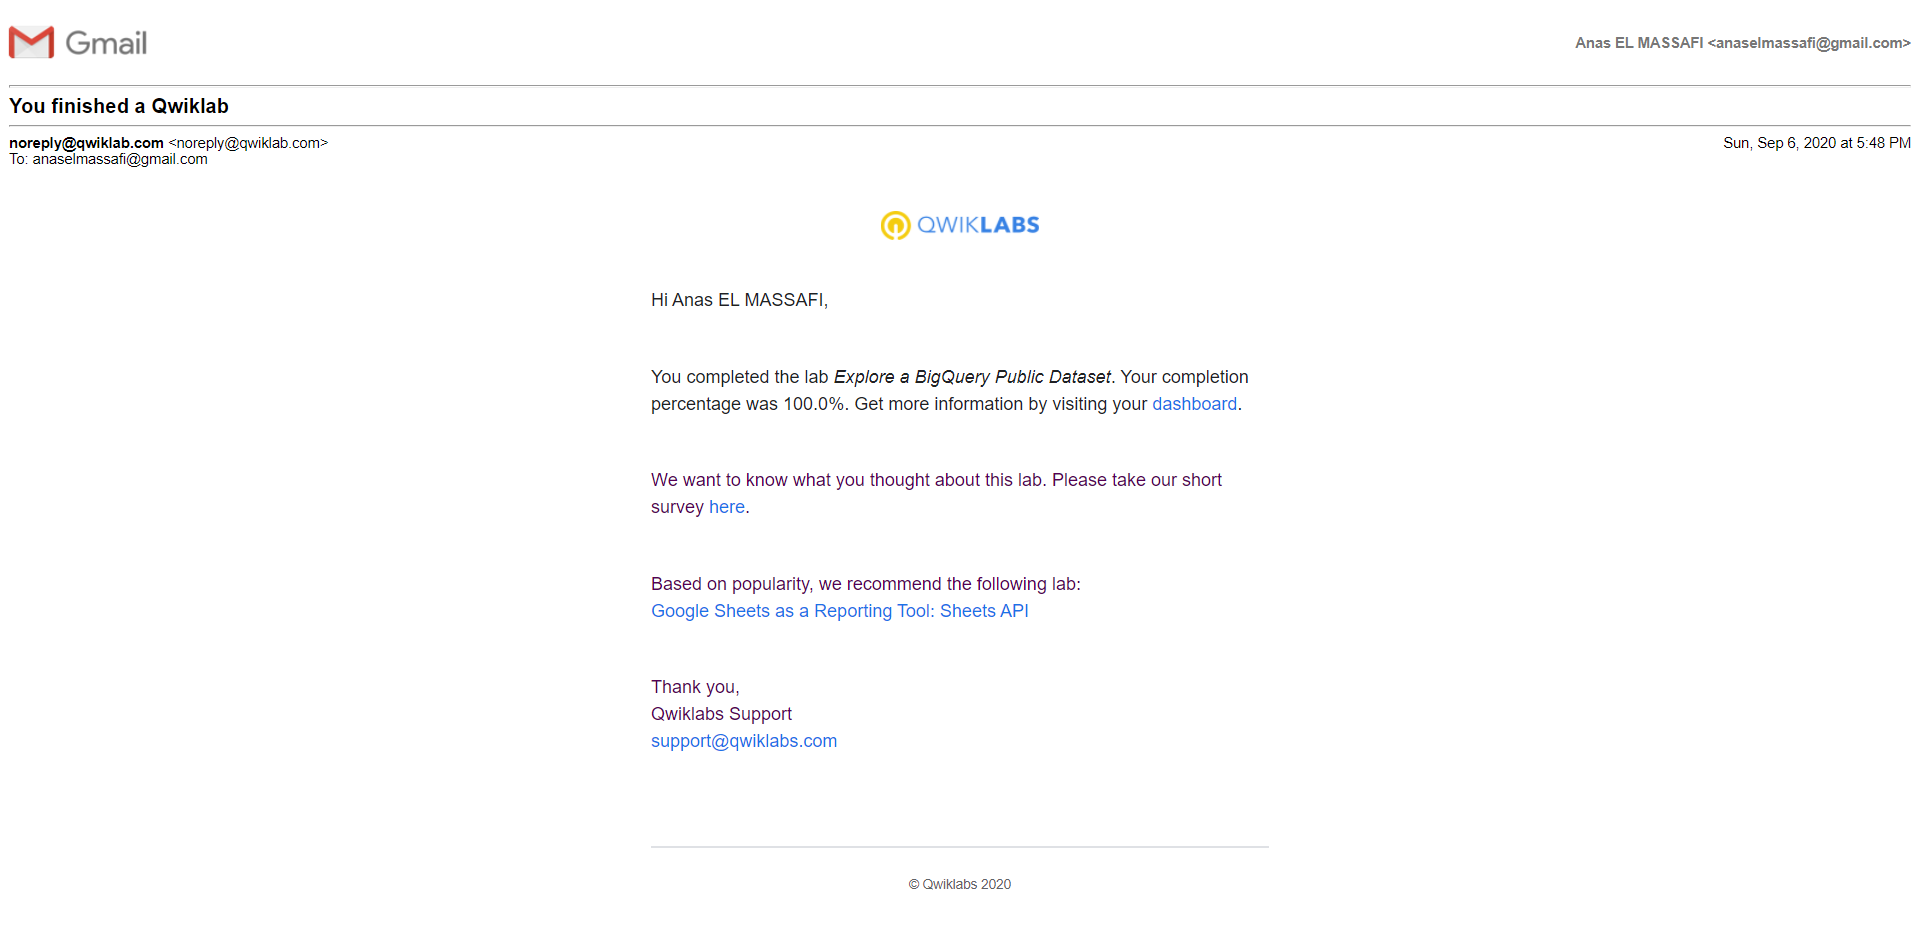 Gmail
Anas EL MASSAFI <anaselmassafi@gmail.com>
You finished a Qwiklab
noreply@qwiklab.com <noreply@qwiklab.com>
Sun, Sep 6, 2020 at 5:48 PM
To: anaselmassafi@gmail.com
QWIKLABS
Hi Anas EL MASSAFI,
You completed the lab Explore a BigQuery Public Dataset. Your completion
percentage was 100.0%. Get more information by visiting your dashboard.
We want to know what you thought about this lab. Please take our short
survey here.
Based on popularity, we recommend the following lab:
Google Sheets as a Reporting Tool: Sheets API
Thank you,
Qwiklabs Support
support@qwiklabs.com
© Qwiklabs 2020